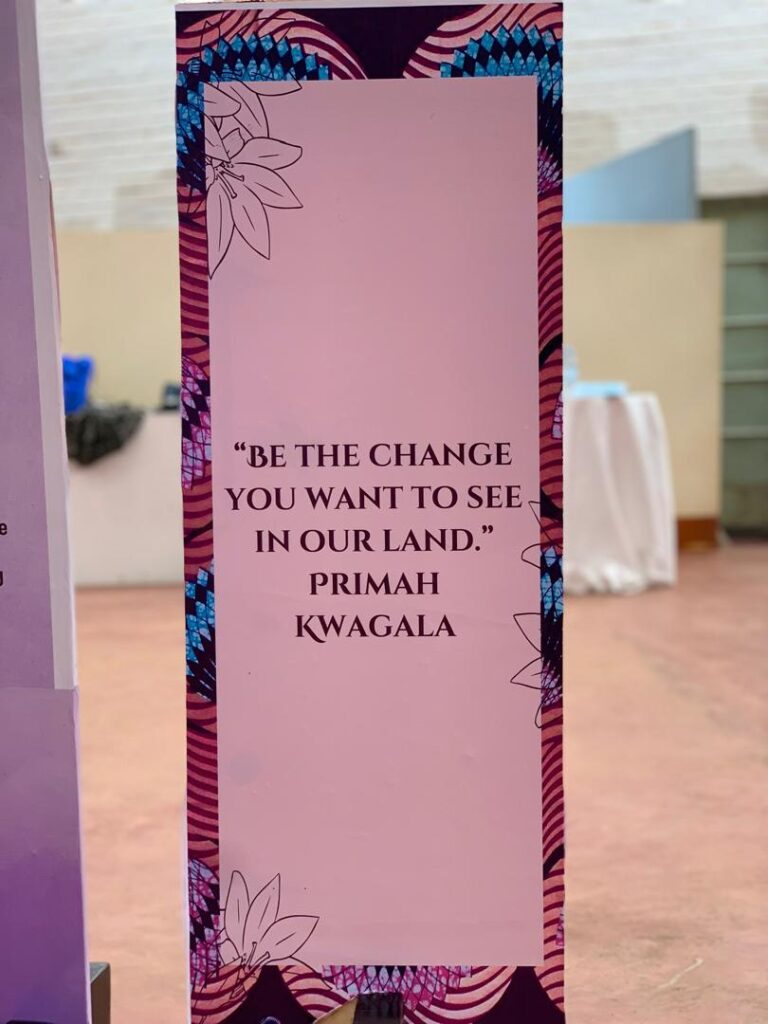 “BE THE CHANGE
YOU WANT TO SEE
IN OUR LAND.”
PRIMAH
KWAGALA